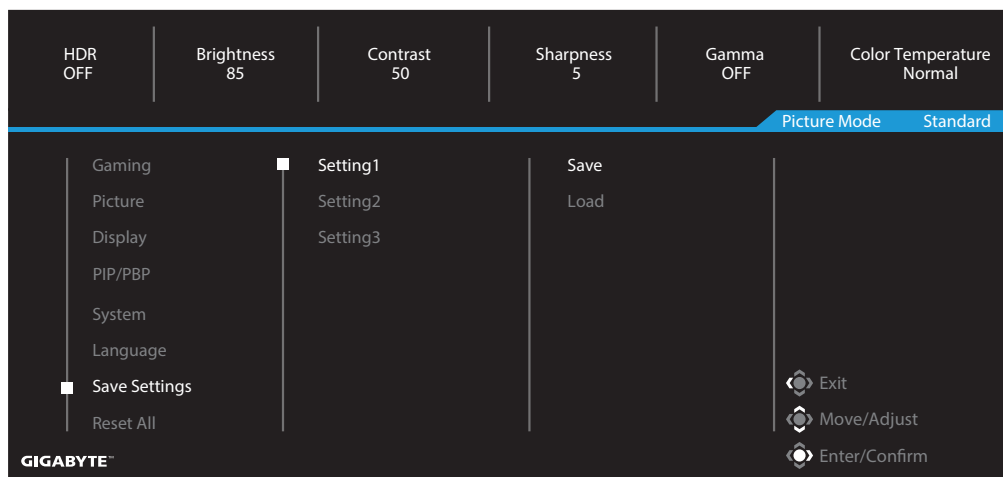 HDR
OFF
Brightness
85
Contrast
50
Sharpness
5
Gamma
OFF
Color Temperature
Normal
Picture Mode Standard
Gaming
Picture
Display
PIP/PBP
System
Language
Save Settings
Reset All
Setting1
Setting2
Setting3
Save
Load
Exit
Move/Adjust
Enter/Confirm
GIGABYTE™